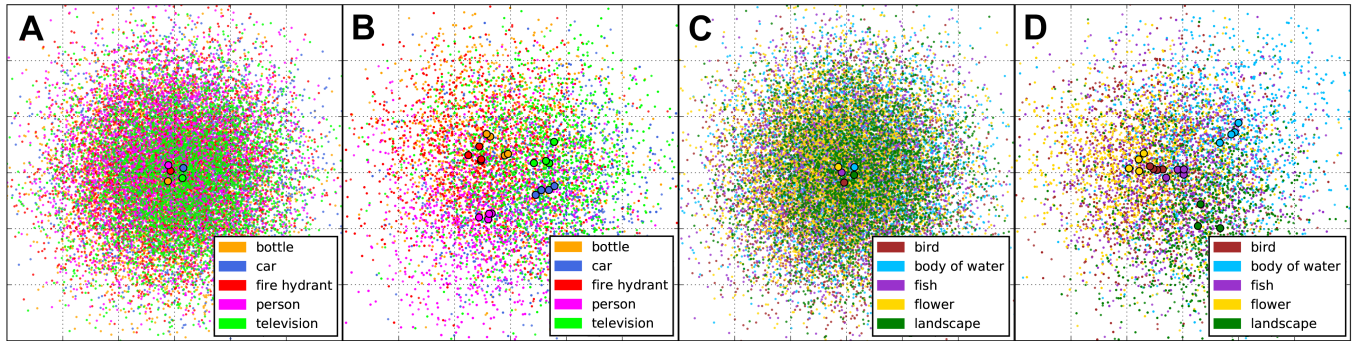 A
bottle
car
fire hydrant
person
television
B
bottle
car
fire hydrant
person
television
C
bird
body of water
fish
flower
landscape
D
bird
body of water
fish
flower
landscape